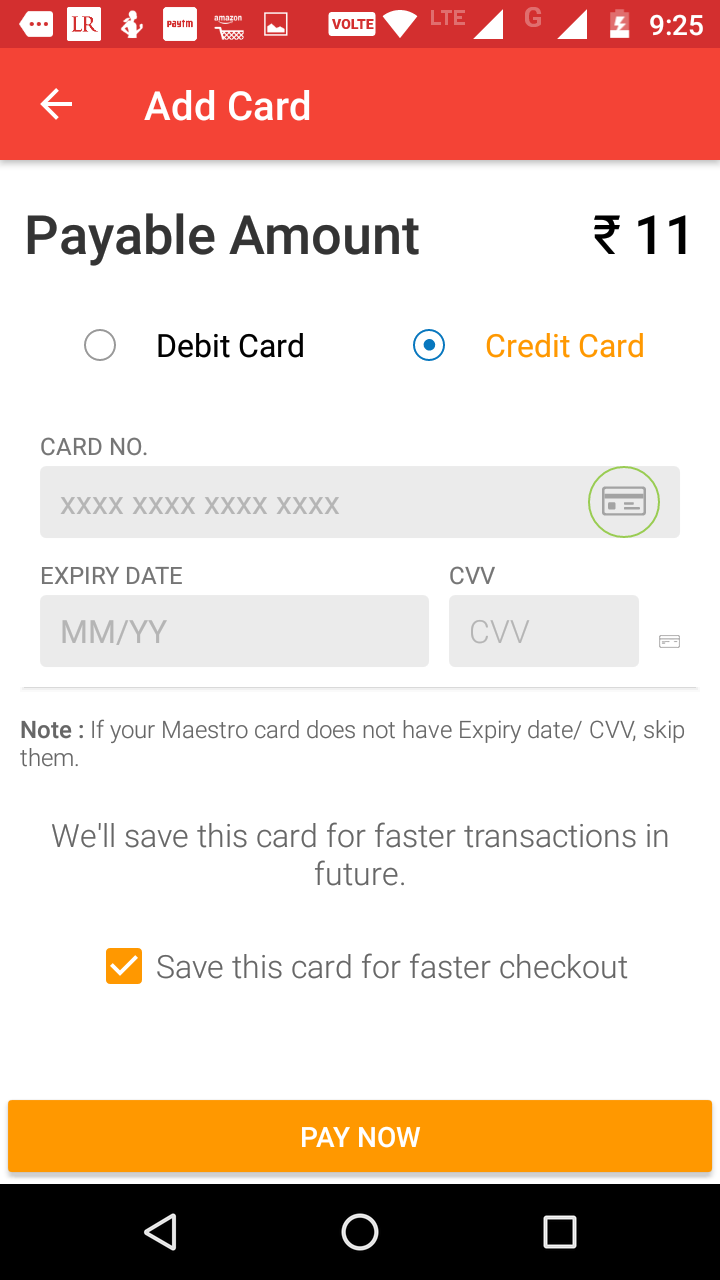 LR paytm amazon VOLTE LTE G 9:25
Add Card
Payable Amount ₹ 11
Debit Card Credit Card
CARD NO.
XXXX XXXX XXXX XXXX
EXPIRY DATE CVV
MM/YY CVV
Note : If your Maestro card does not have Expiry date/ CVV, skip
them.
We'll save this card for faster transactions in
future.
Save this card for faster checkout
PAY NOW